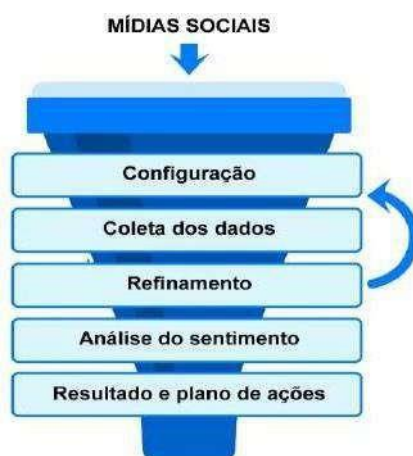 MÍDIAS SOCIAIS
Configuração
Coleta dos dados
Refinamento
Análise do sentimento
Resultado e plano de ações